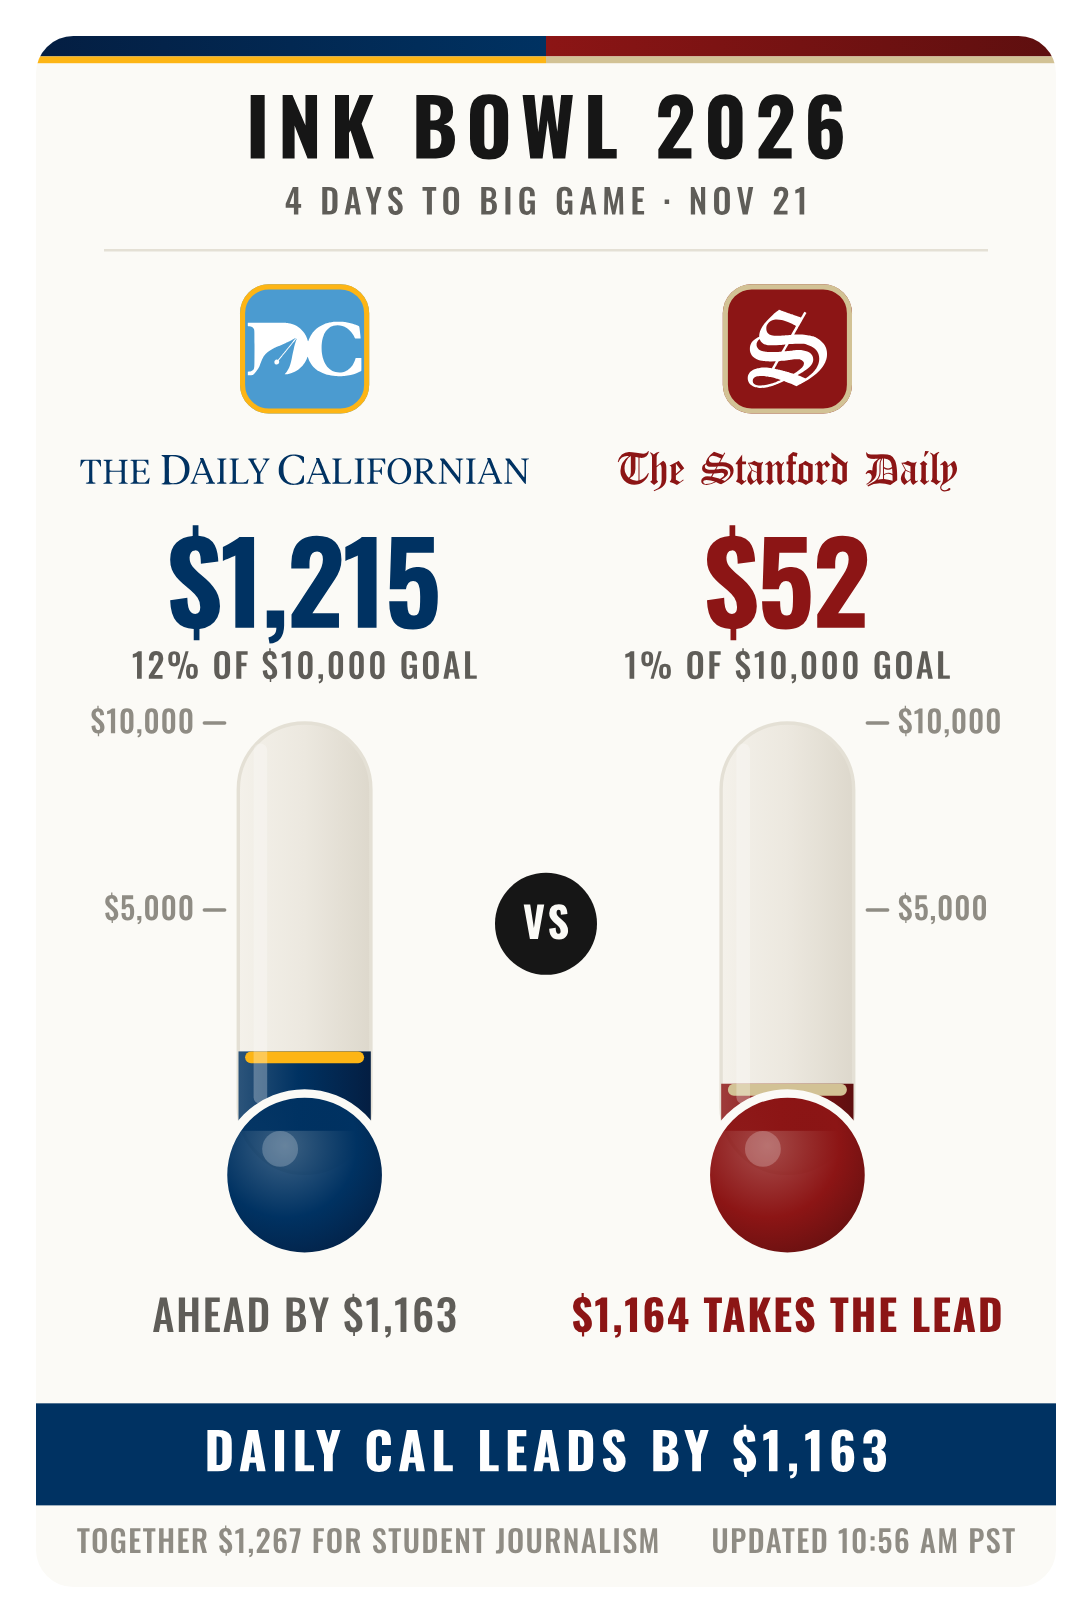 INK BOWL 2026
4 DAYS TO BIG GAME · NOV 21
DC
S
THE DAILY CALIFORNIAN
The Stanford Daily
$1,215
$52
12% OF $10,000 GOAL
1% OF $10,000 GOAL
$10,000
$10,000
$5,000
$5,000
VS
AHEAD BY $1,163
$1,164 TAKES THE LEAD
DAILY CAL LEADS BY $1,163
TOGETHER $1,267 FOR STUDENT JOURNALISM
UPDATED 10:56 AM PST